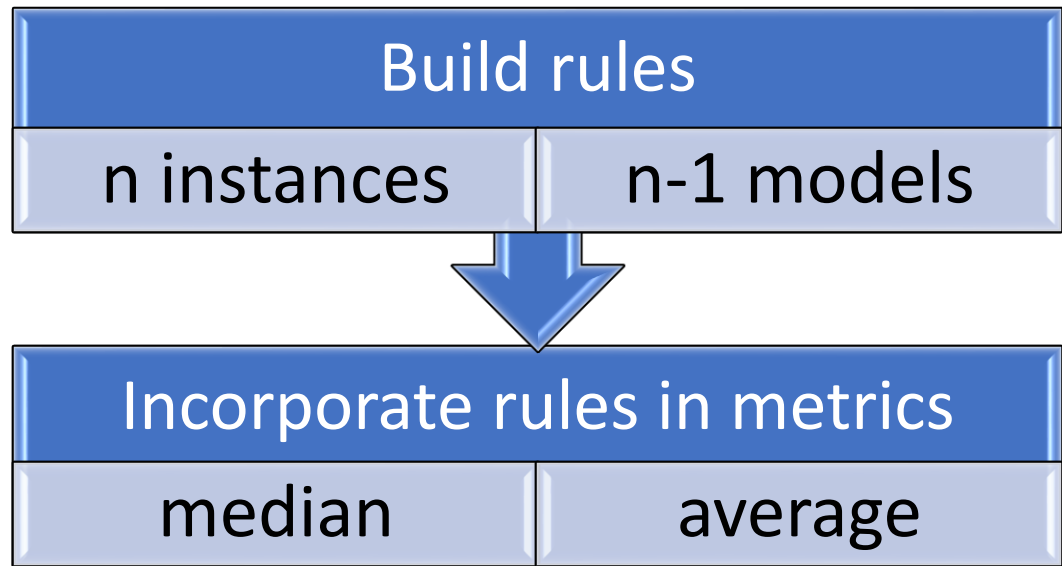 Build rules
n instances
n-1 models
Incorporate rules in metrics
median
average